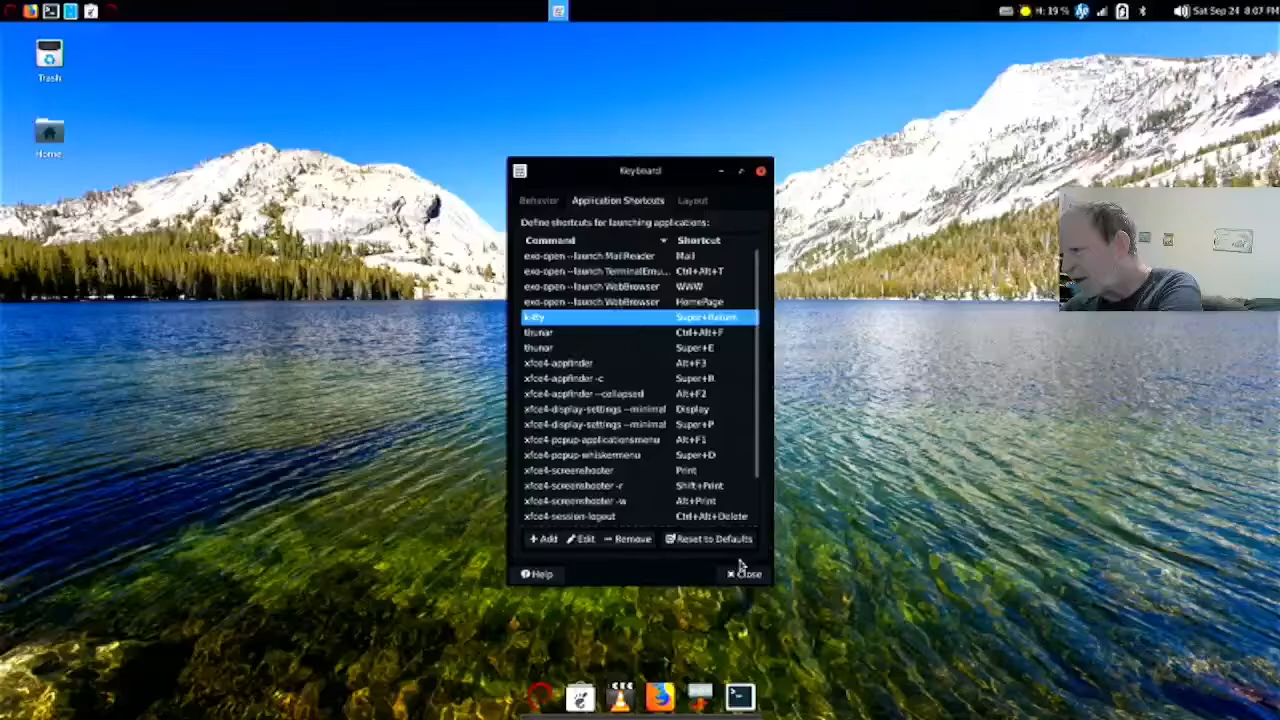 H: 19 %
Sat Sep 24 8:07 PM
Trash
Home
Keyboard
Behavior Application Shortcuts Layout
Define shortcuts for launching applications:
Command Shortcut
exo-open --launch MailReader Mail
exo-open --launch TerminalEmu... Ctrl+Alt+T
exo-open --launch WebBrowser WWW
exo-open --launch WebBrowser HomePage
kitty Super+Return
thunar Ctrl+Alt+F
thunar Super+E
xfce4-appfinder Alt+F3
xfce4-appfinder -c Super+R
xfce4-appfinder --collapsed Alt+F2
xfce4-display-settings --minimal Display
xfce4-display-settings --minimal Super+P
xfce4-popup-applicationsmenu Alt+F1
xfce4-popup-whiskermenu Super+D
xfce4-screenshooter Print
xfce4-screenshooter -r Shift+Print
xfce4-screenshooter -w Alt+Print
xfce4-session-logout Ctrl+Alt+Delete
Add Edit Remove Reset to Defaults
Help Close